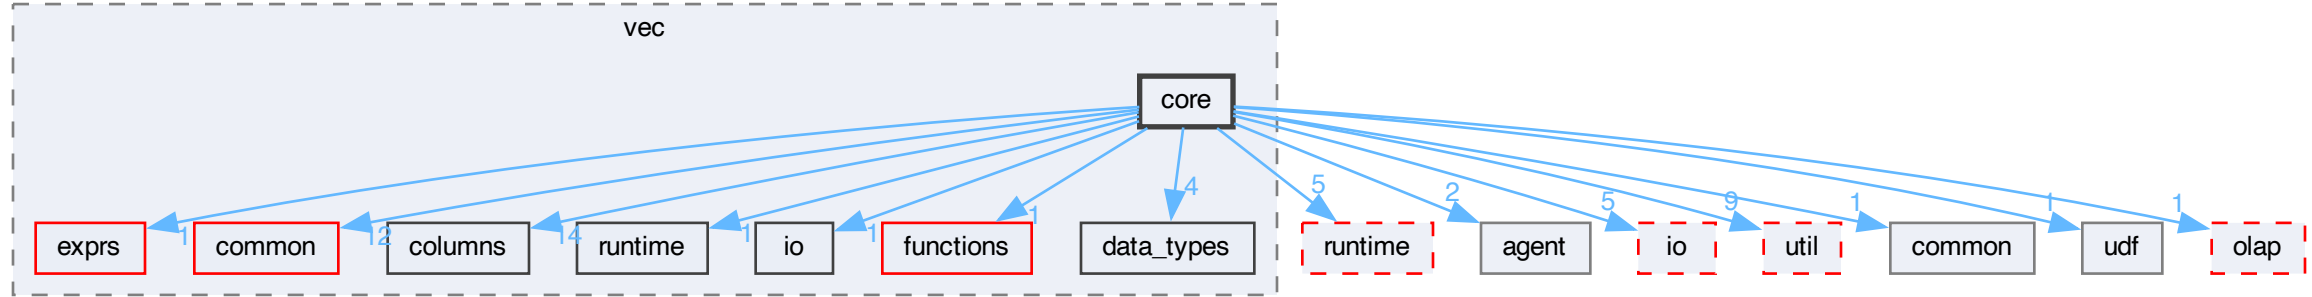 vec
core
4
5
2
5
9
1
1
1
1
12
14
1
1
1
exprs
common
columns
runtime
io
functions
data_types
runtime
agent
io
util
common
udf
olap